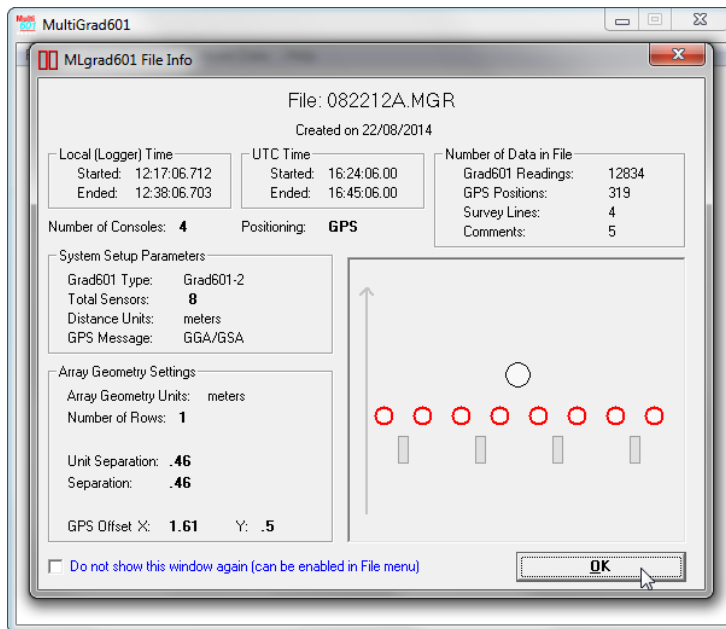 Multi
601
MultiGrad601
MLgrad601 File Info
File: 082212A.MGR
Created on 22/08/2014
Local (Logger) Time
Started: 12:17:06.712
Ended: 12:38:06.703
UTC Time
Started: 16:24:06.00
Ended: 16:45:06.00
Number of Data in File
Grad601 Readings: 12834
GPS Positions: 319
Survey Lines: 4
Comments: 5
Number of Consoles: 4 Positioning: GPS
System Setup Parameters
Grad601 Type: Grad601-2
Total Sensors: 8
Distance Units: meters
GPS Message: GGA/GSA
Array Geometry Settings
Array Geometry Units: meters
Number of Rows: 1
Unit Separation: .46
Separation: .46
GPS Offset X: 1.61 Y: .5
Do not show this window again (can be enabled in File menu)
OK